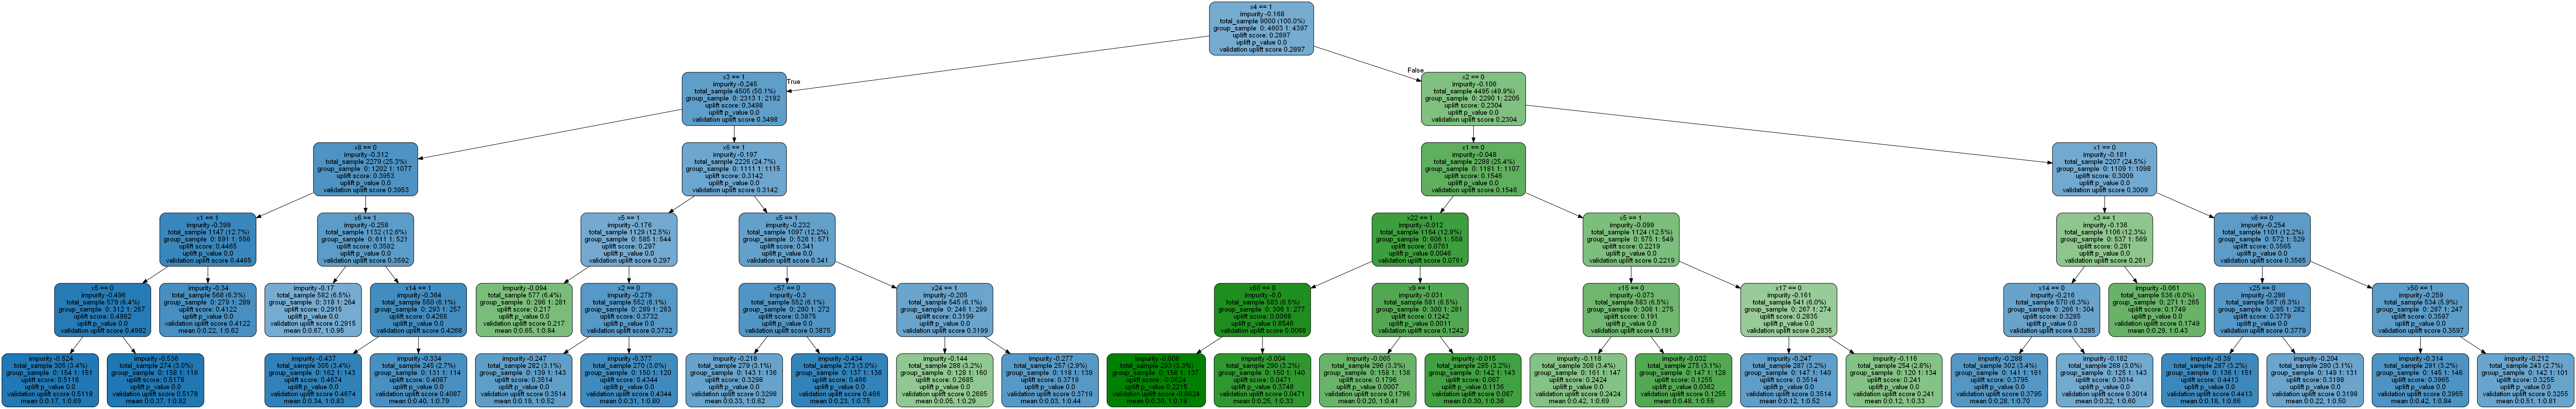 x4 == 1
impurity -0.168
total_sample 9000 (100.0%)
group_sample 0: 4603 1: 4397
uplift score: 0.2897
uplift p_value 0.0
validation uplift score 0.2897
True
False
x3 == 1
impurity -0.245
total_sample 4505 (50.1%)
group_sample 0: 2313 1: 2192
uplift score: 0.3498
uplift p_value 0.0
validation uplift score 0.3498
x2 == 0
impurity -0.106
total_sample 4495 (49.9%)
group_sample 0: 2290 1: 2205
uplift score: 0.2304
uplift p_value 0.0
validation uplift score 0.2304
x8 == 0
impurity -0.312
total_sample 2279 (25.3%)
group_sample 0: 1202 1: 1077
uplift score: 0.3953
uplift p_value 0.0
validation uplift score 0.3953
x6 == 1
impurity -0.197
total_sample 2226 (24.7%)
group_sample 0: 1111 1: 1115
uplift score: 0.3142
uplift p_value 0.0
validation uplift score 0.3142
x1 == 0
impurity -0.048
total_sample 2288 (25.4%)
group_sample 0: 1181 1: 1107
uplift score: 0.1546
uplift p_value 0.0
validation uplift score 0.1546
x1 == 0
impurity -0.181
total_sample 2207 (24.5%)
group_sample 0: 1109 1: 1098
uplift score: 0.3009
uplift p_value 0.0
validation uplift score 0.3009
x1 == 1
impurity -0.399
total_sample 1147 (12.7%)
group_sample 0: 591 1: 556
uplift score: 0.4465
uplift p_value 0.0
validation uplift score 0.4465
x6 == 1
impurity -0.258
total_sample 1132 (12.6%)
group_sample 0: 611 1: 521
uplift score: 0.3592
uplift p_value 0.0
validation uplift score 0.3592
x5 == 1
impurity -0.176
total_sample 1129 (12.5%)
group_sample 0: 585 1: 544
uplift score: 0.297
uplift p_value 0.0
validation uplift score 0.297
x5 == 1
impurity -0.232
total_sample 1097 (12.2%)
group_sample 0: 526 1: 571
uplift score: 0.341
uplift p_value 0.0
validation uplift score 0.341
x22 == 1
impurity -0.012
total_sample 1164 (12.9%)
group_sample 0: 606 1: 558
uplift score: 0.0761
uplift p_value 0.0046
validation uplift score 0.0761
x5 == 1
impurity -0.099
total_sample 1124 (12.5%)
group_sample 0: 575 1: 549
uplift score: 0.2219
uplift p_value 0.0
validation uplift score 0.2219
x3 == 1
impurity -0.136
total_sample 1106 (12.3%)
group_sample 0: 537 1: 569
uplift score: 0.261
uplift p_value 0.0
validation uplift score 0.261
x6 == 0
impurity -0.254
total_sample 1101 (12.2%)
group_sample 0: 572 1: 529
uplift score: 0.3565
uplift p_value 0.0
validation uplift score 0.3565
x5 == 0
impurity -0.496
total_sample 579 (6.4%)
group_sample 0: 312 1: 267
uplift score: 0.4982
uplift p_value 0.0
validation uplift score 0.4982
impurity -0.34
total_sample 568 (6.3%)
group_sample 0: 279 1: 289
uplift score: 0.4122
uplift p_value 0.0
validation uplift score 0.4122
mean 0:0.22, 1:0.62
impurity -0.17
total_sample 582 (6.5%)
group_sample 0: 318 1: 264
uplift score: 0.2915
uplift p_value 0.0
validation uplift score 0.2915
mean 0:0.67, 1:0.95
x14 == 1
impurity -0.364
total_sample 550 (6.1%)
group_sample 0: 293 1: 257
uplift score: 0.4268
uplift p_value 0.0
validation uplift score 0.4268
impurity -0.094
total_sample 577 (6.4%)
group_sample 0: 296 1: 281
uplift score: 0.217
uplift p_value 0.0
validation uplift score 0.217
mean 0:0.65, 1:0.84
x2 == 0
impurity -0.279
total_sample 552 (6.1%)
group_sample 0: 289 1: 263
uplift score: 0.3732
uplift p_value 0.0
validation uplift score 0.3732
x57 == 0
impurity -0.3
total_sample 552 (6.1%)
group_sample 0: 280 1: 272
uplift score: 0.3875
uplift p_value 0.0
validation uplift score 0.3875
x24 == 1
impurity -0.205
total_sample 545 (6.1%)
group_sample 0: 246 1: 299
uplift score: 0.3199
uplift p_value 0.0
validation uplift score 0.3199
x60 == 0
impurity -0.0
total_sample 583 (6.5%)
group_sample 0: 306 1: 277
uplift score: 0.0068
uplift p_value 0.8546
validation uplift score 0.0068
x9 == 1
impurity -0.031
total_sample 581 (6.5%)
group_sample 0: 300 1: 281
uplift score: 0.1242
uplift p_value 0.0011
validation uplift score 0.1242
x15 == 0
impurity -0.073
total_sample 583 (6.5%)
group_sample 0: 308 1: 275
uplift score: 0.191
uplift p_value 0.0
validation uplift score 0.191
x17 == 0
impurity -0.161
total_sample 541 (6.0%)
group_sample 0: 267 1: 274
uplift score: 0.2835
uplift p_value 0.0
validation uplift score 0.2835
x14 == 0
impurity -0.216
total_sample 570 (6.3%)
group_sample 0: 266 1: 304
uplift score: 0.3285
uplift p_value 0.0
validation uplift score 0.3285
impurity -0.061
total_sample 536 (6.0%)
group_sample 0: 271 1: 265
uplift score: 0.1749
uplift p_value 0.0
validation uplift score 0.1749
mean 0:0.29, 1:0.43
x25 == 0
impurity -0.286
total_sample 567 (6.3%)
group_sample 0: 285 1: 282
uplift score: 0.3779
uplift p_value 0.0
validation uplift score 0.3779
x50 == 1
impurity -0.259
total_sample 534 (5.9%)
group_sample 0: 287 1: 247
uplift score: 0.3597
uplift p_value 0.0
validation uplift score 0.3597
impurity -0.524
total_sample 305 (3.4%)
group_sample 0: 154 1: 151
uplift score: 0.5118
uplift p_value 0.0
validation uplift score 0.5118
mean 0:0.17, 1:0.69
impurity -0.536
total_sample 274 (3.0%)
group_sample 0: 158 1: 116
uplift score: 0.5178
uplift p_value 0.0
validation uplift score 0.5178
mean 0:0.37, 1:0.92
impurity -0.437
total_sample 305 (3.4%)
group_sample 0: 162 1: 143
uplift score: 0.4674
uplift p_value 0.0
validation uplift score 0.4674
mean 0:0.34, 1:0.83
impurity -0.334
total_sample 245 (2.7%)
group_sample 0: 131 1: 114
uplift score: 0.4087
uplift p_value 0.0
validation uplift score 0.4087
mean 0:0.40, 1:0.79
impurity -0.247
total_sample 282 (3.1%)
group_sample 0: 139 1: 143
uplift score: 0.3514
uplift p_value 0.0
validation uplift score 0.3514
mean 0:0.19, 1:0.52
impurity -0.377
total_sample 270 (3.0%)
group_sample 0: 150 1: 120
uplift score: 0.4344
uplift p_value 0.0
validation uplift score 0.4344
mean 0:0.31, 1:0.80
impurity -0.218
total_sample 279 (3.1%)
group_sample 0: 143 1: 136
uplift score: 0.3298
uplift p_value 0.0
validation uplift score 0.3298
mean 0:0.33, 1:0.62
impurity -0.434
total_sample 273 (3.0%)
group_sample 0: 137 1: 136
uplift score: 0.466
uplift p_value 0.0
validation uplift score 0.466
mean 0:0.23, 1:0.75
impurity -0.144
total_sample 288 (3.2%)
group_sample 0: 128 1: 160
uplift score: 0.2685
uplift p_value 0.0
validation uplift score 0.2685
mean 0:0.05, 1:0.29
impurity -0.277
total_sample 257 (2.9%)
group_sample 0: 118 1: 139
uplift score: 0.3719
uplift p_value 0.0
validation uplift score 0.3719
mean 0:0.03, 1:0.44
impurity -0.008
total_sample 293 (3.3%)
group_sample 0: 156 1: 137
uplift score: -0.0624
uplift p_value 0.2215
validation uplift score -0.0624
mean 0:0.30, 1:0.19
impurity -0.004
total_sample 290 (3.2%)
group_sample 0: 150 1: 140
uplift score: 0.0471
uplift p_value 0.3748
validation uplift score 0.0471
mean 0:0.25, 1:0.33
impurity -0.065
total_sample 296 (3.3%)
group_sample 0: 158 1: 138
uplift score: 0.1796
uplift p_value 0.0007
validation uplift score 0.1796
mean 0:0.20, 1:0.41
impurity -0.015
total_sample 285 (3.2%)
group_sample 0: 142 1: 143
uplift score: 0.087
uplift p_value 0.1136
validation uplift score 0.087
mean 0:0.30, 1:0.36
impurity -0.118
total_sample 308 (3.4%)
group_sample 0: 161 1: 147
uplift score: 0.2424
uplift p_value 0.0
validation uplift score 0.2424
mean 0:0.42, 1:0.69
impurity -0.032
total_sample 275 (3.1%)
group_sample 0: 147 1: 128
uplift score: 0.1255
uplift p_value 0.0362
validation uplift score 0.1255
mean 0:0.48, 1:0.55
impurity -0.247
total_sample 287 (3.2%)
group_sample 0: 147 1: 140
uplift score: 0.3514
uplift p_value 0.0
validation uplift score 0.3514
mean 0:0.12, 1:0.52
impurity -0.116
total_sample 254 (2.8%)
group_sample 0: 120 1: 134
uplift score: 0.241
uplift p_value 0.0
validation uplift score 0.241
mean 0:0.12, 1:0.33
impurity -0.288
total_sample 302 (3.4%)
group_sample 0: 141 1: 161
uplift score: 0.3795
uplift p_value 0.0
validation uplift score 0.3795
mean 0:0.28, 1:0.70
impurity -0.182
total_sample 268 (3.0%)
group_sample 0: 125 1: 143
uplift score: 0.3014
uplift p_value 0.0
validation uplift score 0.3014
mean 0:0.32, 1:0.60
impurity -0.39
total_sample 287 (3.2%)
group_sample 0: 136 1: 151
uplift score: 0.4413
uplift p_value 0.0
validation uplift score 0.4413
mean 0:0.18, 1:0.66
impurity -0.204
total_sample 280 (3.1%)
group_sample 0: 149 1: 131
uplift score: 0.3198
uplift p_value 0.0
validation uplift score 0.3198
mean 0:0.22, 1:0.50
impurity -0.314
total_sample 291 (3.2%)
group_sample 0: 145 1: 146
uplift score: 0.3965
uplift p_value 0.0
validation uplift score 0.3965
mean 0:0.42, 1:0.84
impurity -0.212
total_sample 243 (2.7%)
group_sample 0: 142 1: 101
uplift score: 0.3255
uplift p_value 0.0
validation uplift score 0.3255
mean 0:0.51, 1:0.81